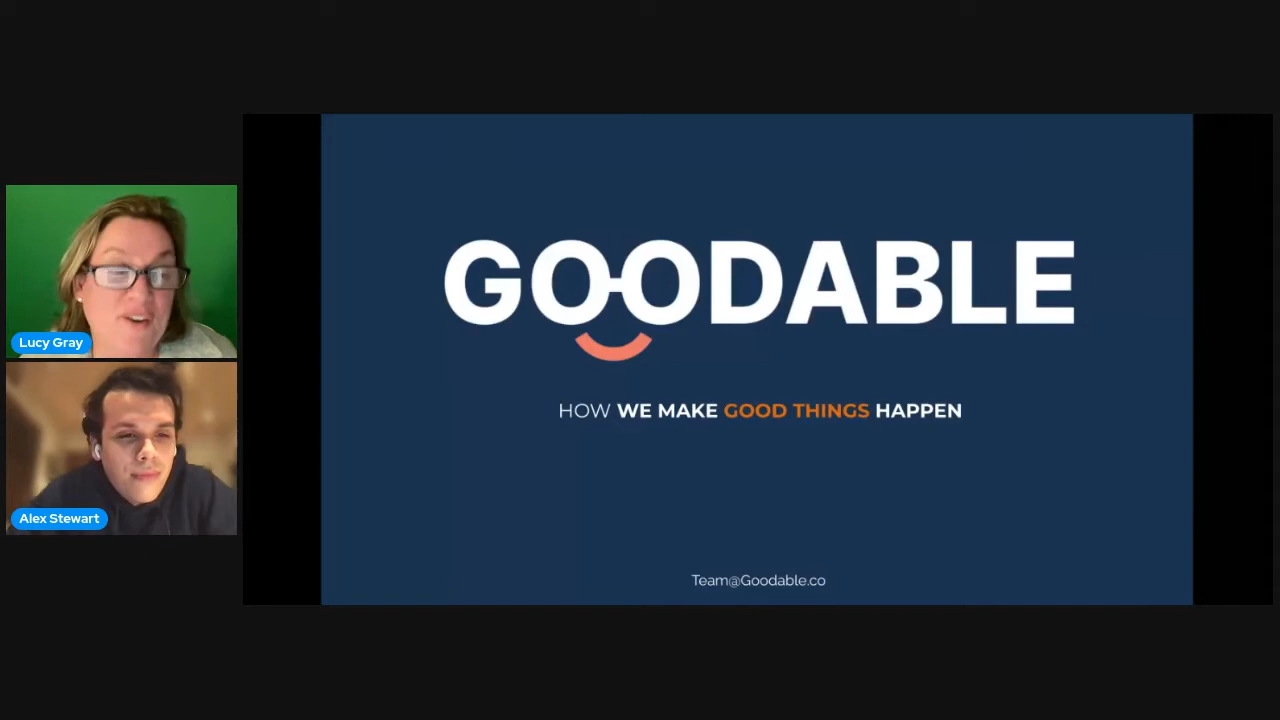 Lucy Gray
Alex Stewart
GOODABLE
HOW WE MAKE GOOD THINGS HAPPEN
Team@Goodable.co